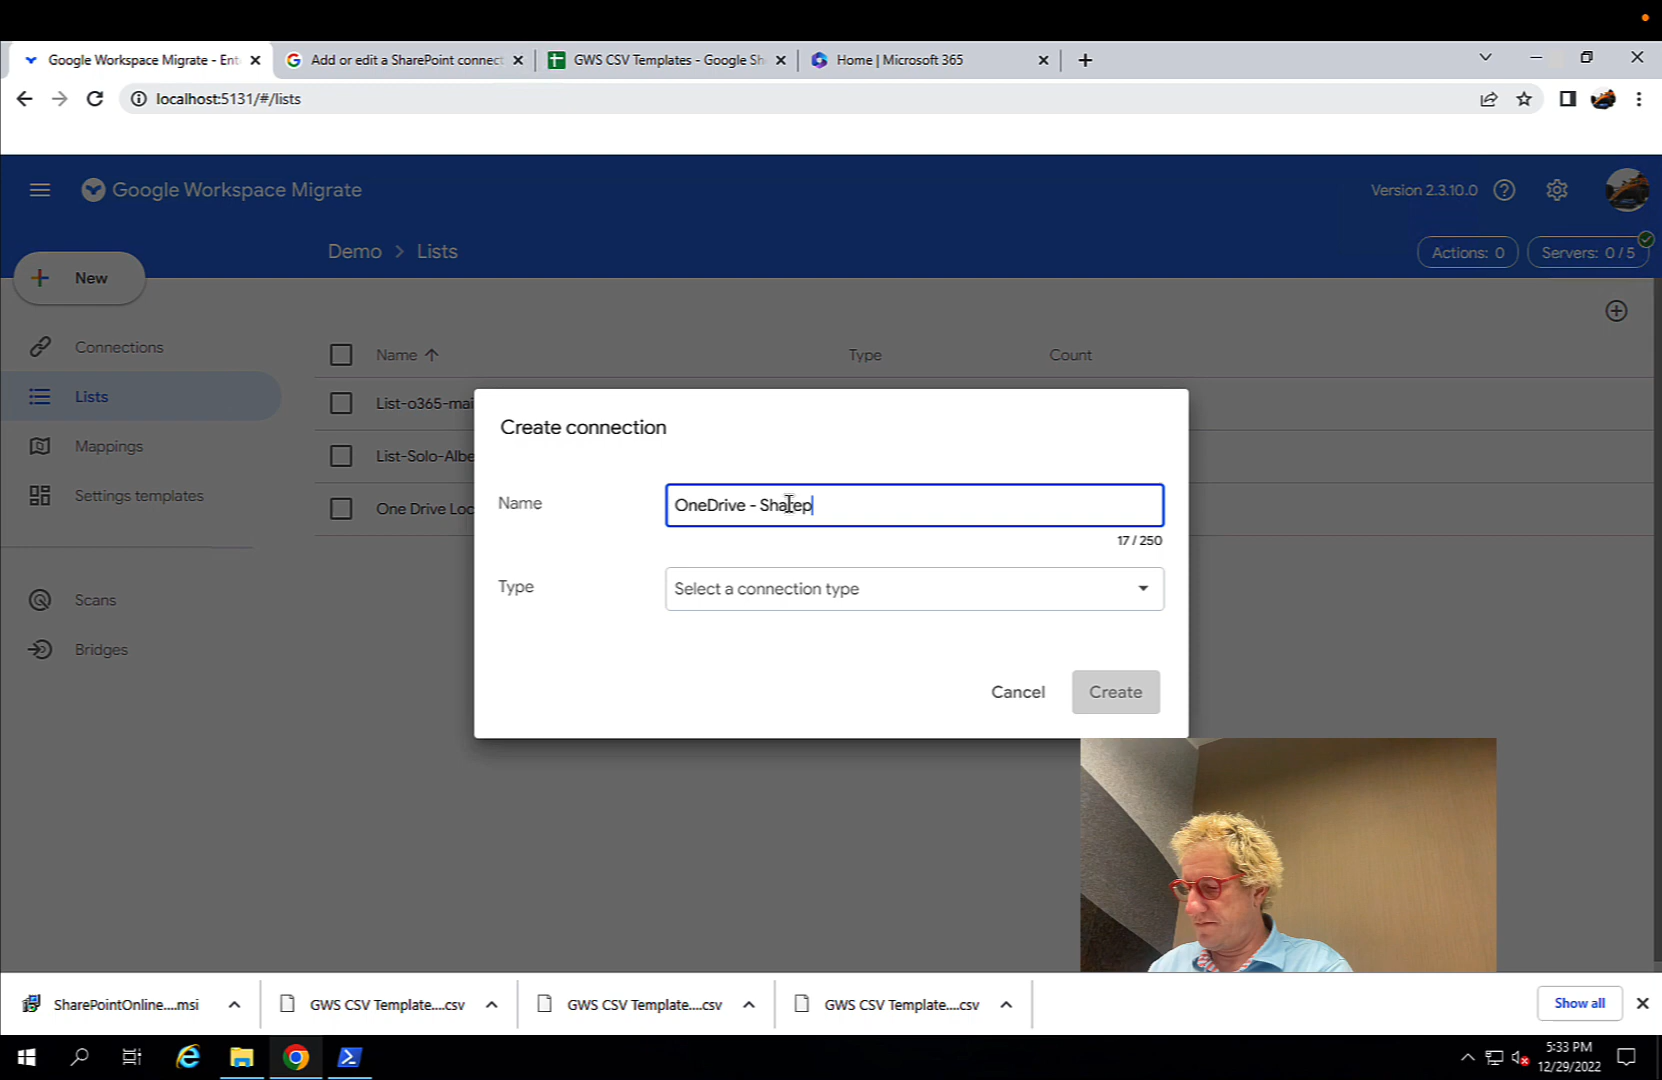 Google Workspace Migrate - Ent
Add or edit a SharePoint connect
GWS CSV Templates - Google Sh
Home | Microsoft 365
localhost:5131/#/lists
Google Workspace Migrate
Version 2.3.10.0
Demo > Lists
Actions: 0
Servers: 0 / 5
New
Connections
Lists
Mappings
Settings templates
Scans
Bridges
Name
Type
Count
List-o365-mai
List-Solo-Albe
One Drive Loc
Create connection
Name
OneDrive - Sharep
17 / 250
Type
Select a connection type
Cancel
Create
SharePointOnline....msi
GWS CSV Template....csv
GWS CSV Template....csv
GWS CSV Template....csv
Show all
5:33 PM
12/29/2022